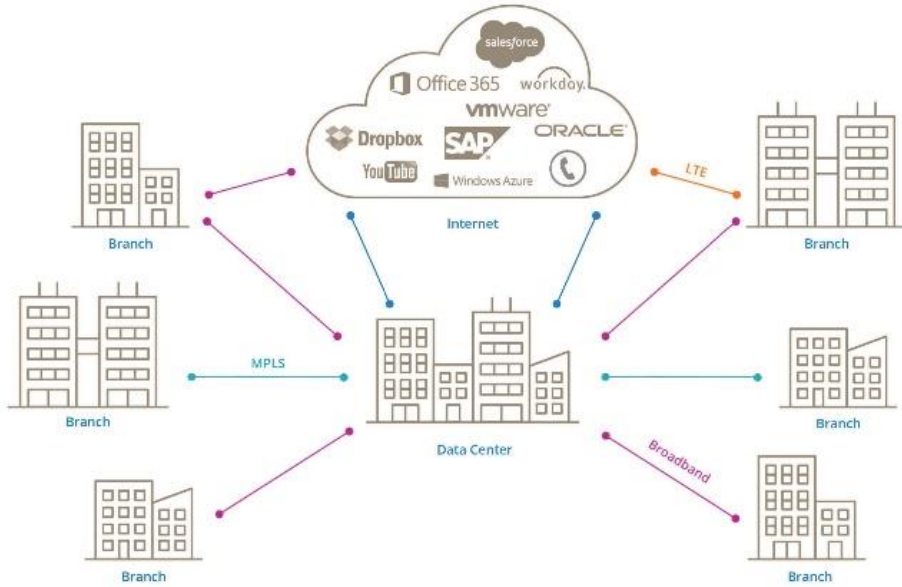 salesforce
Office 365
workday.
vmware®
Dropbox
SAP®
ORACLE®
YouTube
Windows Azure
LTE
Internet
Branch
Branch
MPLS
Branch
Branch
Data Center
Broadband
Branch
Branch